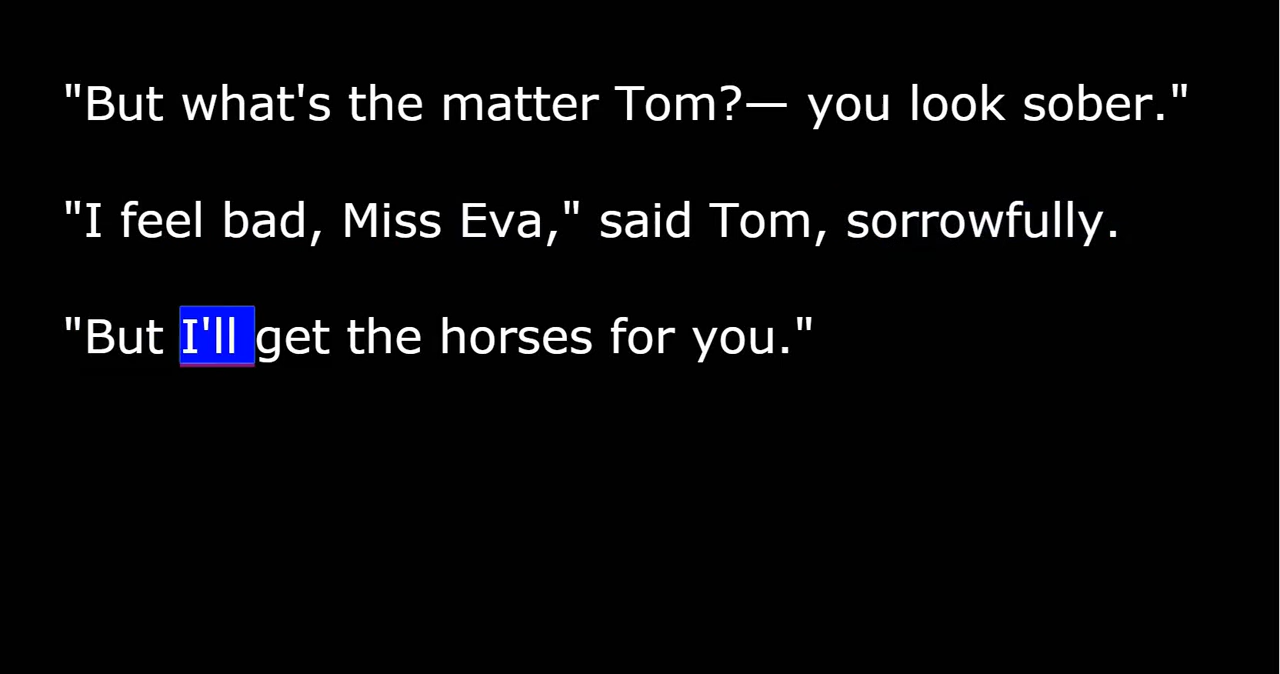 "But what's the matter Tom?— you look sober."
"I feel bad, Miss Eva," said Tom, sorrowfully.
"But I'll get the horses for you."